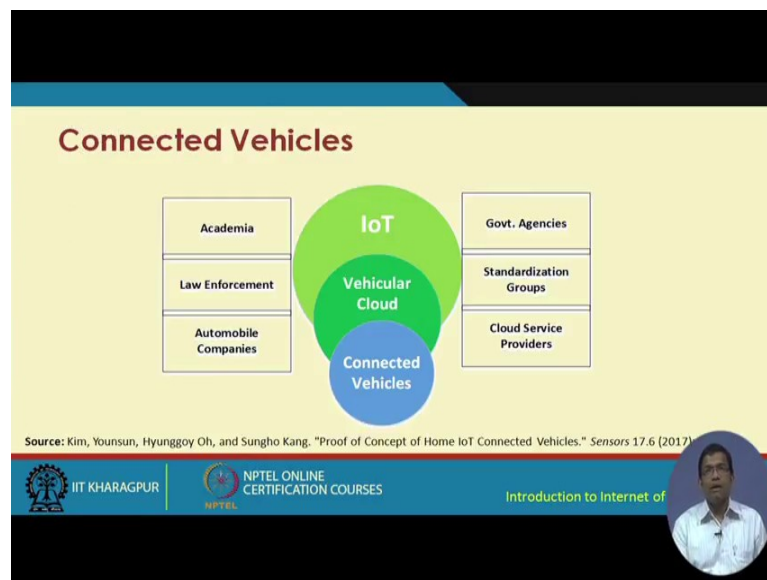 Connected Vehicles
Academia
Law Enforcement
Automobile
Companies
IoT
Vehicular
Cloud
Connected
Vehicles
Govt. Agencies
Standardization
Groups
Cloud Service
Providers
Source: Kim, Younsun, Hyunggoy Oh, and Sungho Kang. "Proof of Concept of Home IoT Connected Vehicles." Sensors 17.6 (2017)
IIT KHARAGPUR
NPTEL
NPTEL ONLINE
CERTIFICATION COURSES
Introduction to Internet of